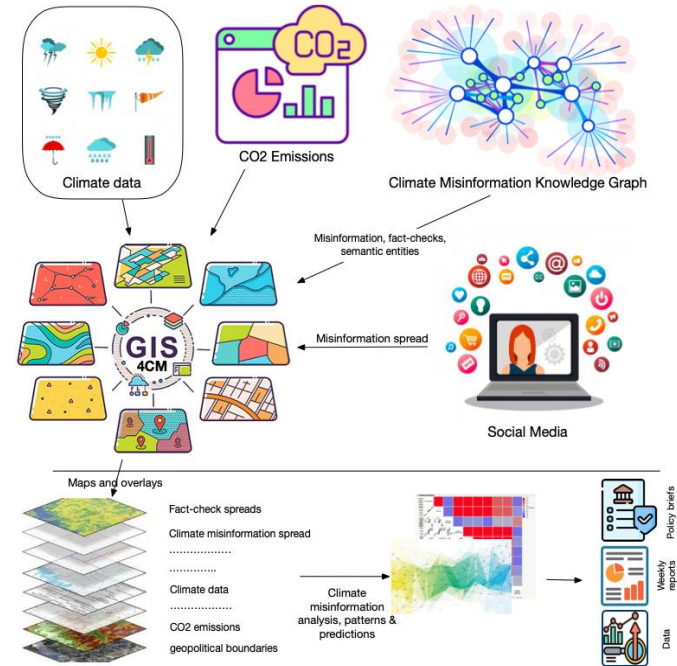 CO2
Climate data
CO2 Emissions
Climate Misinformation Knowledge Graph
Misinformation, fact-checks,
semantic entities
GIS
4CM
Misinformation spread
Social Media
Maps and overlays
Fact-check spreads
Climate misinformation spread
....................
..............
Climate data
....................
CO2 emissions
geopolitical boundaries
Climate
misinformation
analysis, patterns &
predictions
Policy briefs
Weekly
reports
Data